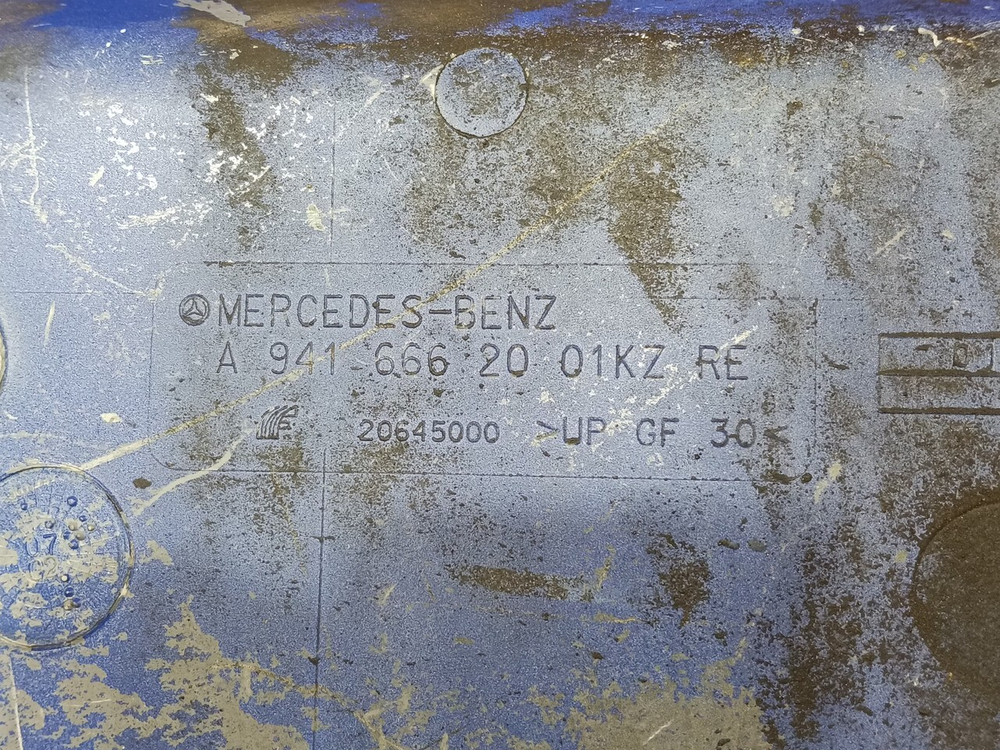 MERCEDES-BENZ
A 941 666 20 01KZ RE
20645000 >UP GF 30<